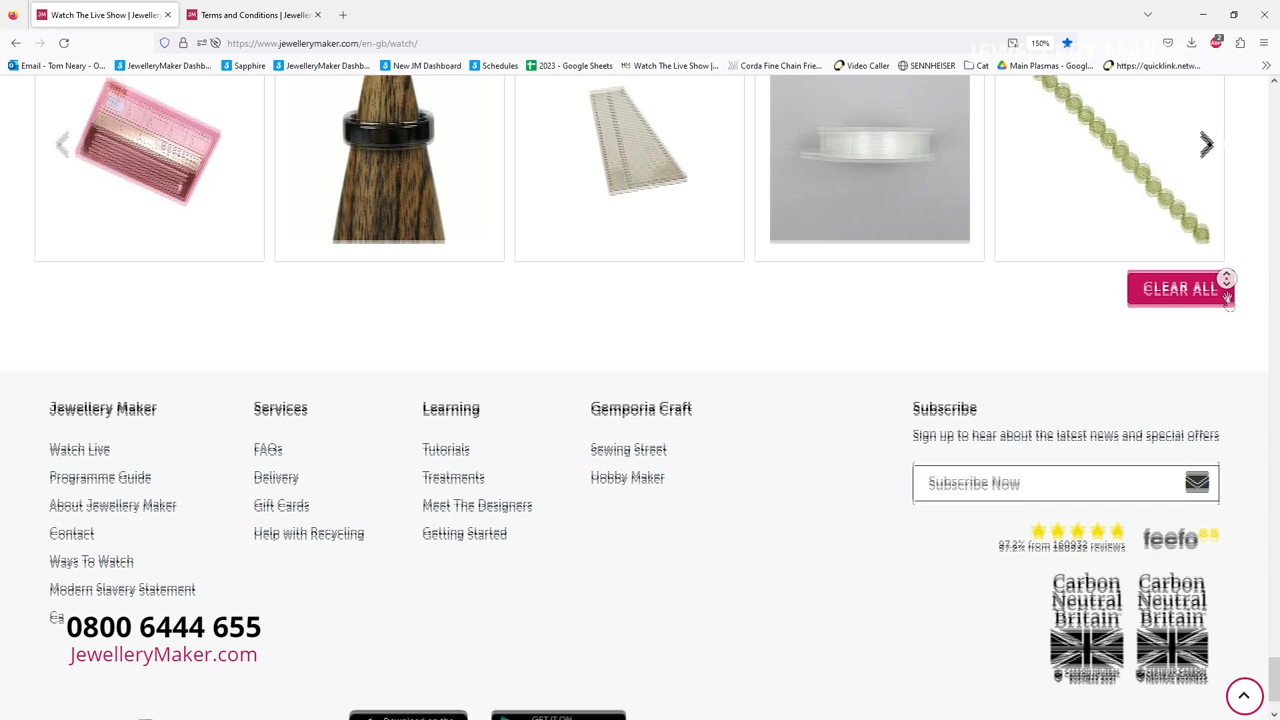 Watch The Live Show | Jeweller
Terms and Conditions | Jewelle
https://www.jewellerymaker.com/en-gb/watch/
150%
Email - Tom Neary - O...
JewelleryMaker Dashb...
Sapphire
JewelleryMaker Dashb...
New JM Dashboard
Schedules
2023 - Google Sheets
Watch The Live Show |...
Corda Fine Chain Frie...
Video Caller
SENNHEISER
Cat
Main Plasmas - Googl...
https://quicklink.netw...
CLEAR ALL
Jewellery Maker
Watch Live
Programme Guide
About Jewellery Maker
Contact
Ways To Watch
Modern Slavery Statement
Ca
Services
FAQs
Delivery
Gift Cards
Help with Recycling
Learning
Tutorials
Treatments
Meet The Designers
Getting Started
Gemporia Craft
Sewing Street
Hobby Maker
Subscribe
Sign up to hear about the latest news and special offers
Subscribe Now
97.2% from 160932 reviews
feefo
Carbon
Neutral
Britain
Carbon
Neutral
Britain
0800 6444 655
JewelleryMaker.com
Download on the
GET IT ON